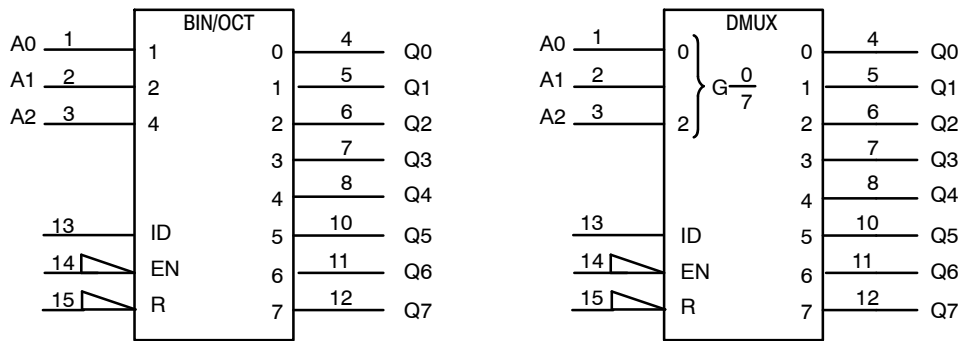 BIN/OCT
A0 1 1 0 4 Q0
A1 2 2 1 5 Q1
A2 3 4 2 6 Q2
3 7 Q3
4 8 Q4
13 ID 5 10 Q5
14 EN 6 11 Q6
15 R 7 12 Q7
DMUX
A0 1 0 0 4 Q0
A1 2 G 0/7 1 5 Q1
A2 3 2 2 6 Q2
3 7 Q3
4 8 Q4
13 ID 5 10 Q5
14 EN 6 11 Q6
15 R 7 12 Q7